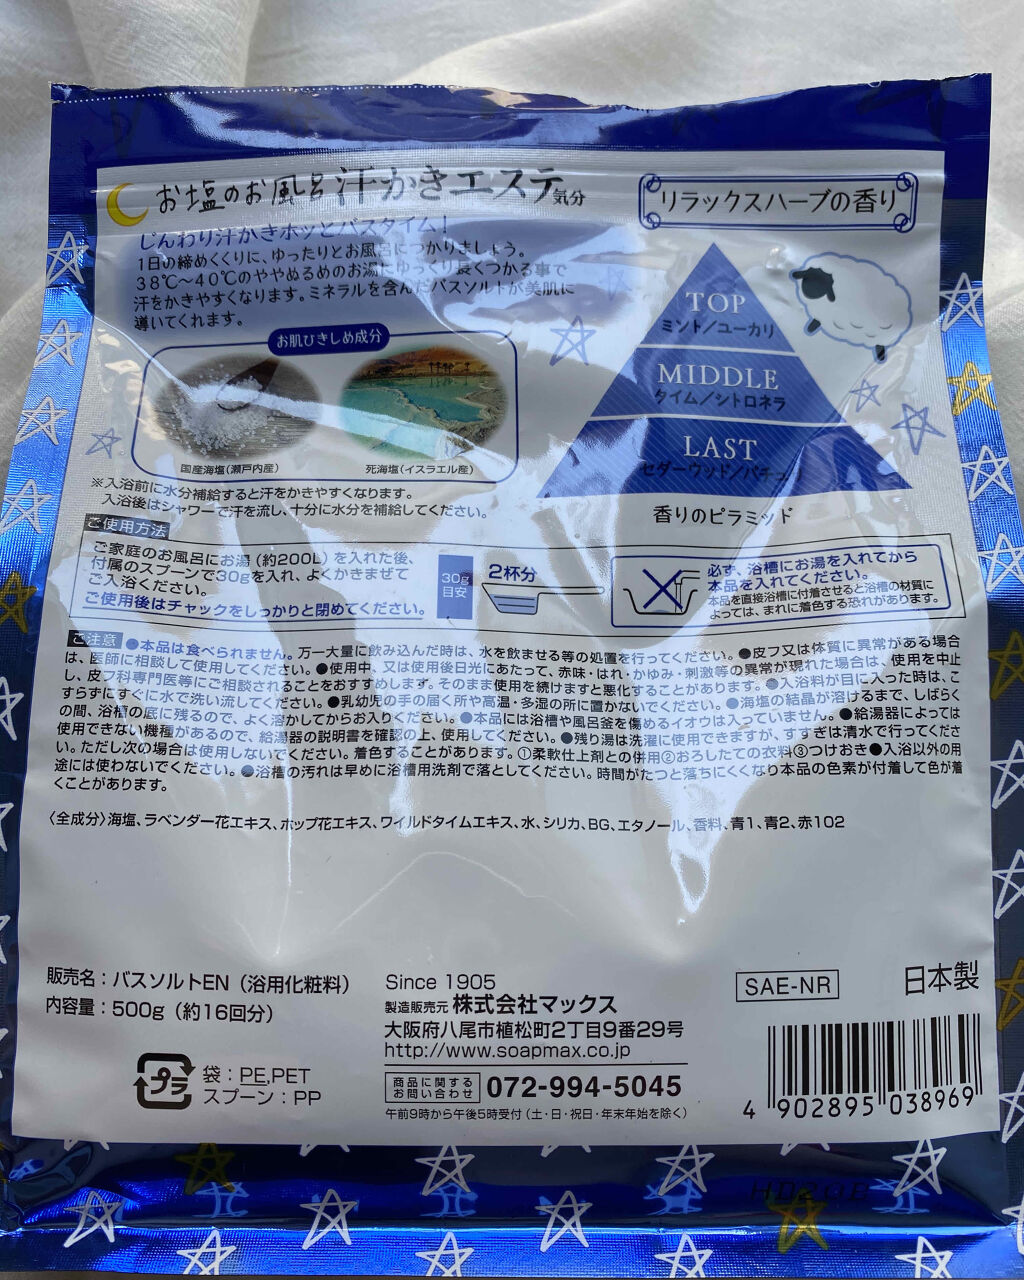 お塩のお風呂汗かきエステ気分
リラックスハーブの香り
じんわり汗かきホッとバスタイム!
1日の締めくくりに、ゆったりとお風呂につかりましょう。
38℃〜40℃のややぬるめのお湯にゆっくり長くつかる事で
汗をかきやすくなります。ミネラルを含んだバスソルトが美肌に
導いてくれます。
お肌ひきしめ成分
国産海塩(瀬戸内産)
死海塩(イスラエル産)
TOP
ミント/ユーカリ
MIDDLE
タイム/シトロネラ
LAST
セダーウッド/パチュリ
香りのピラミッド
※入浴前に水分補給すると汗をかきやすくなります。
入浴後はシャワーで汗を流し、十分に水分を補給してください。
ご使用方法
ご家庭のお風呂にお湯(約200L)を入れた後、
付属のスプーンで30gを入れ、よくかきまぜて
ご入浴ください。
ご使用後はチャックをしっかりと閉めてください。
30g
目安
2杯分
必ず、浴槽にお湯を入れてから
本品を入れてください。
本品を直接浴槽に付着させると浴槽の材質に
よっては、まれに着色する恐れがあります。
ご注意 ●本品は食べられません。万一大量に飲み込んだ時は、水を飲ませる等の処置を行ってください。●皮フ又は体質に異常がある場合
は、医師に相談して使用してください。●使用中、又は使用後日光にあたって、赤味・はれ・かゆみ・刺激等の異常が現れた場合は、使用を中止
し、皮フ科専門医等にご相談されることをおすすめします。そのまま使用を続けますと悪化することがあります。●入浴料が目に入った時は、こ
すらずにすぐに水で洗い流してください。●乳幼児の手の届く所や高温・多湿の所に置かないでください。●海塩の結晶が溶けるまで、しばらく
の間、浴槽の底に残るので、よく溶かしてからお入りください。●本品には浴槽や風呂釜を傷めるイオウは入っていません。●給湯器によっては
使用できない機種があるので、給湯器の説明書を確認の上、使用してください。●残り湯は洗濯に使用できますが、すすぎは清水で行ってくださ
い。ただし次の場合は使用しないでください。着色することがあります。①柔軟仕上剤との併用②おろしたての衣料③つけおき●入浴以外の用
途には使わないでください。●浴槽の汚れは早めに浴槽用洗剤で落としてください。時間がたつと落ちにくくなり本品の色素が付着して色が着
くことがあります。
〈全成分〉海塩、ラベンダー花エキス、ホップ花エキス、ワイルドタイムエキス、水、シリカ、BG、エタノール、香料、青1、青2、赤102
販売名:バスソルトEN(浴用化粧料)
内容量:500g(約16回分)
プラ
袋:PE,PET
スプーン:PP
Since 1905
製造販売元 株式会社マックス
大阪府八尾市植松町2丁目9番29号
http://www.soapmax.co.jp
商品に関する
お問い合わせ
072-994-5045
午前9時から午後5時受付(土・日・祝日・年末年始を除く)
SAE-NR
日本製
4 902895 038969